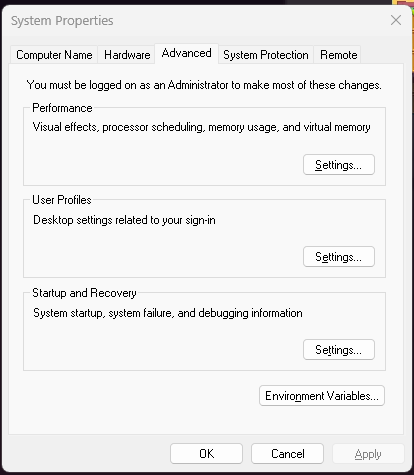 System Properties
Computer Name
Hardware
Advanced
System Protection
Remote
You must be logged on as an Administrator to make most of these changes.
Performance
Visual effects, processor scheduling, memory usage, and virtual memory
Settings...
User Profiles
Desktop settings related to your sign-in
Settings...
Startup and Recovery
System startup, system failure, and debugging information
Settings...
Environment Variables...
OK
Cancel
Apply